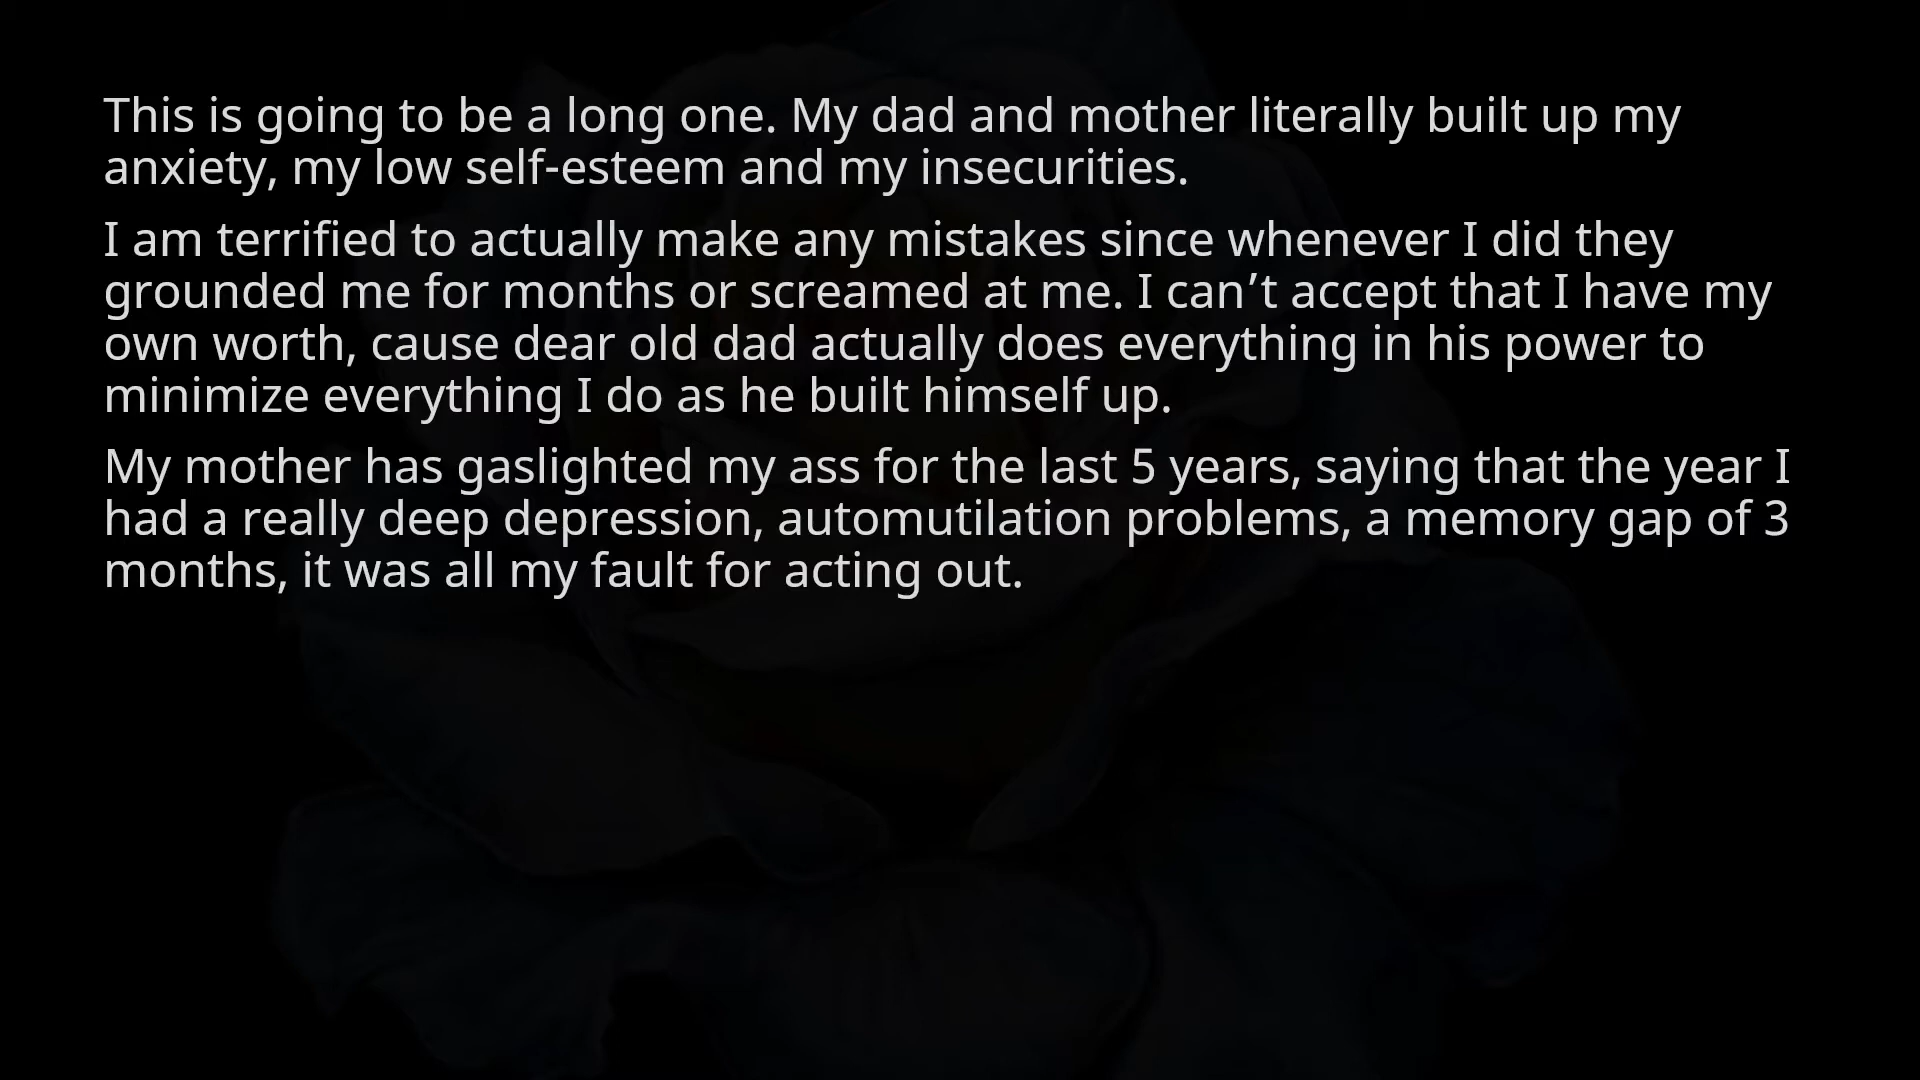 This is going to be a long one. My dad and mother literally built up my
anxiety, my low self-esteem and my insecurities.
I am terrified to actually make any mistakes since whenever I did they
grounded me for months or screamed at me. I can’t accept that I have my
own worth, cause dear old dad actually does everything in his power to
minimize everything I do as he built himself up.
My mother has gaslighted my ass for the last 5 years, saying that the year I
had a really deep depression, automutilation problems, a memory gap of 3
months, it was all my fault for acting out.